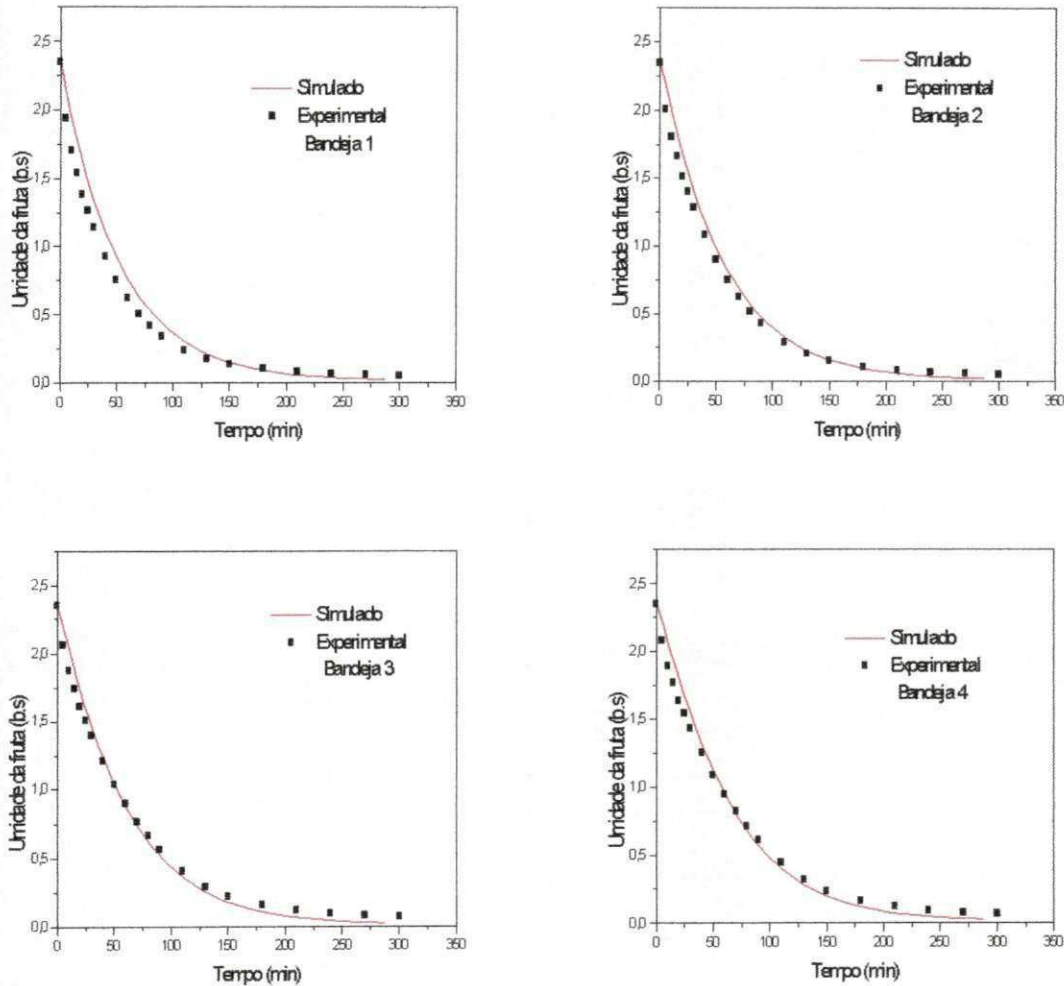 2,5
2,0
1,5
1,0
0,5
0,0
0
50
100
150
200
250
300
350
Umidade da fruta (b.s)
Tempo (min)
Simulado
Experimental
Bandeja 1
2,5
2,0
1,5
1,0
0,5
0,0
0
50
100
150
200
250
300
350
Umidade da fruta (b.s)
Tempo (min)
Simulado
Experimental
Bandeja 2
2,5
2,0
1,5
1,0
0,5
0,0
0
50
100
150
200
250
300
350
Umidade da fruta (b.s)
Tempo (min)
Simulado
Experimental
Bandeja 3
2,5
2,0
1,5
1,0
0,5
0,0
0
50
100
150
200
250
300
350
Umidade da fruta (b.s)
Tempo (min)
Simulado
Experimental
Bandeja 4